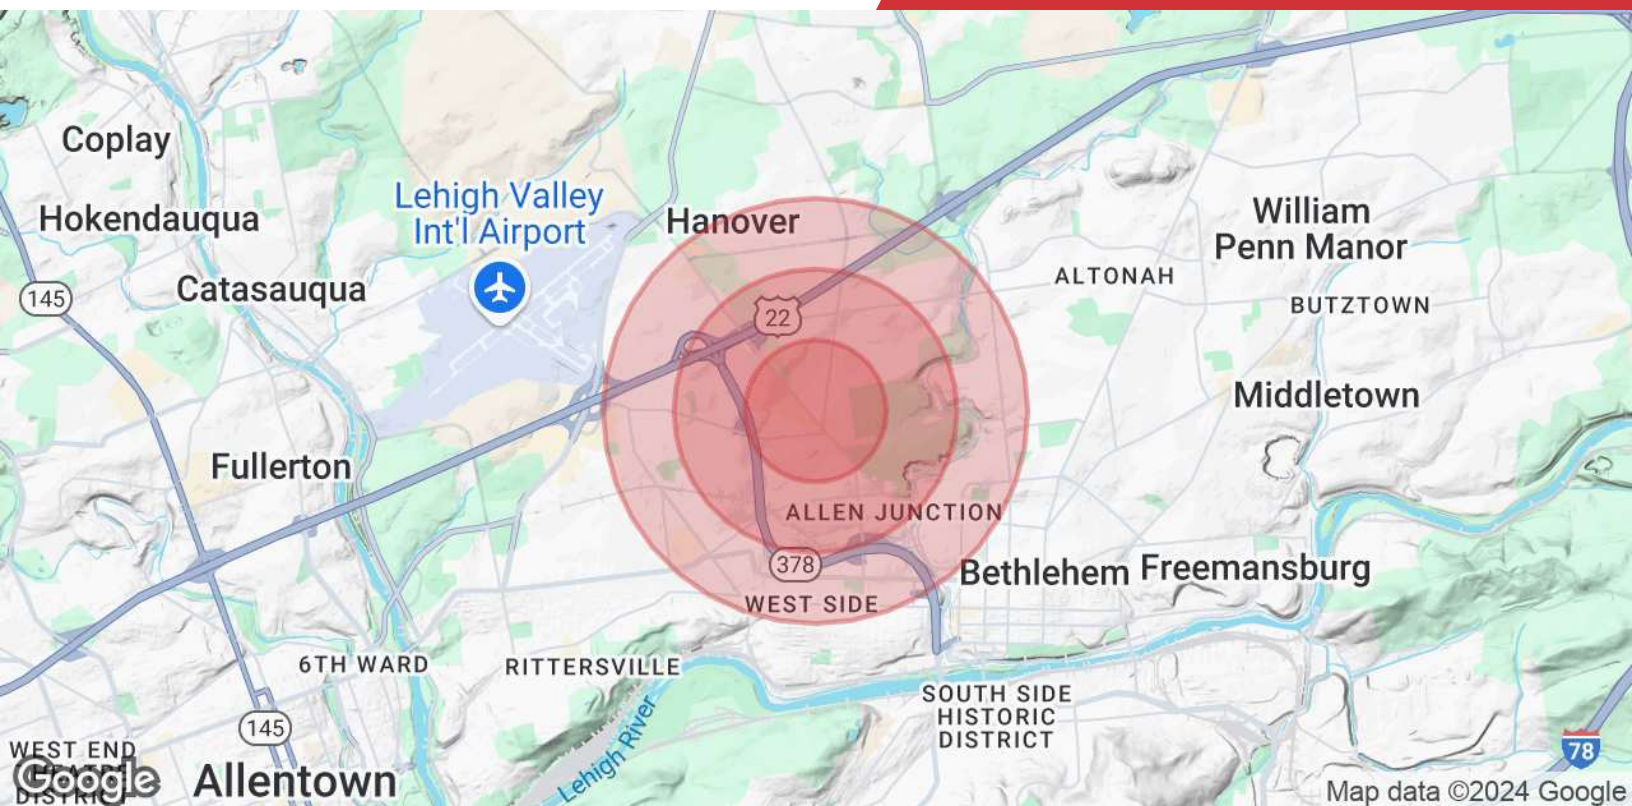 Coplay
Hokendauqua
Lehigh Valley
Int'l Airport
Hanover
William
Penn Manor
ALTONAH
145
Catasauqua
BUTZTOWN
22
Middletown
Fullerton
ALLEN JUNCTION
378
Bethlehem
Freemansburg
WEST SIDE
6TH WARD
RITTERSVILLE
SOUTH SIDE
HISTORIC
DISTRICT
Lehigh River
145
WEST END
DISTRICT
Google
Allentown
78
Map data ©2024 Google